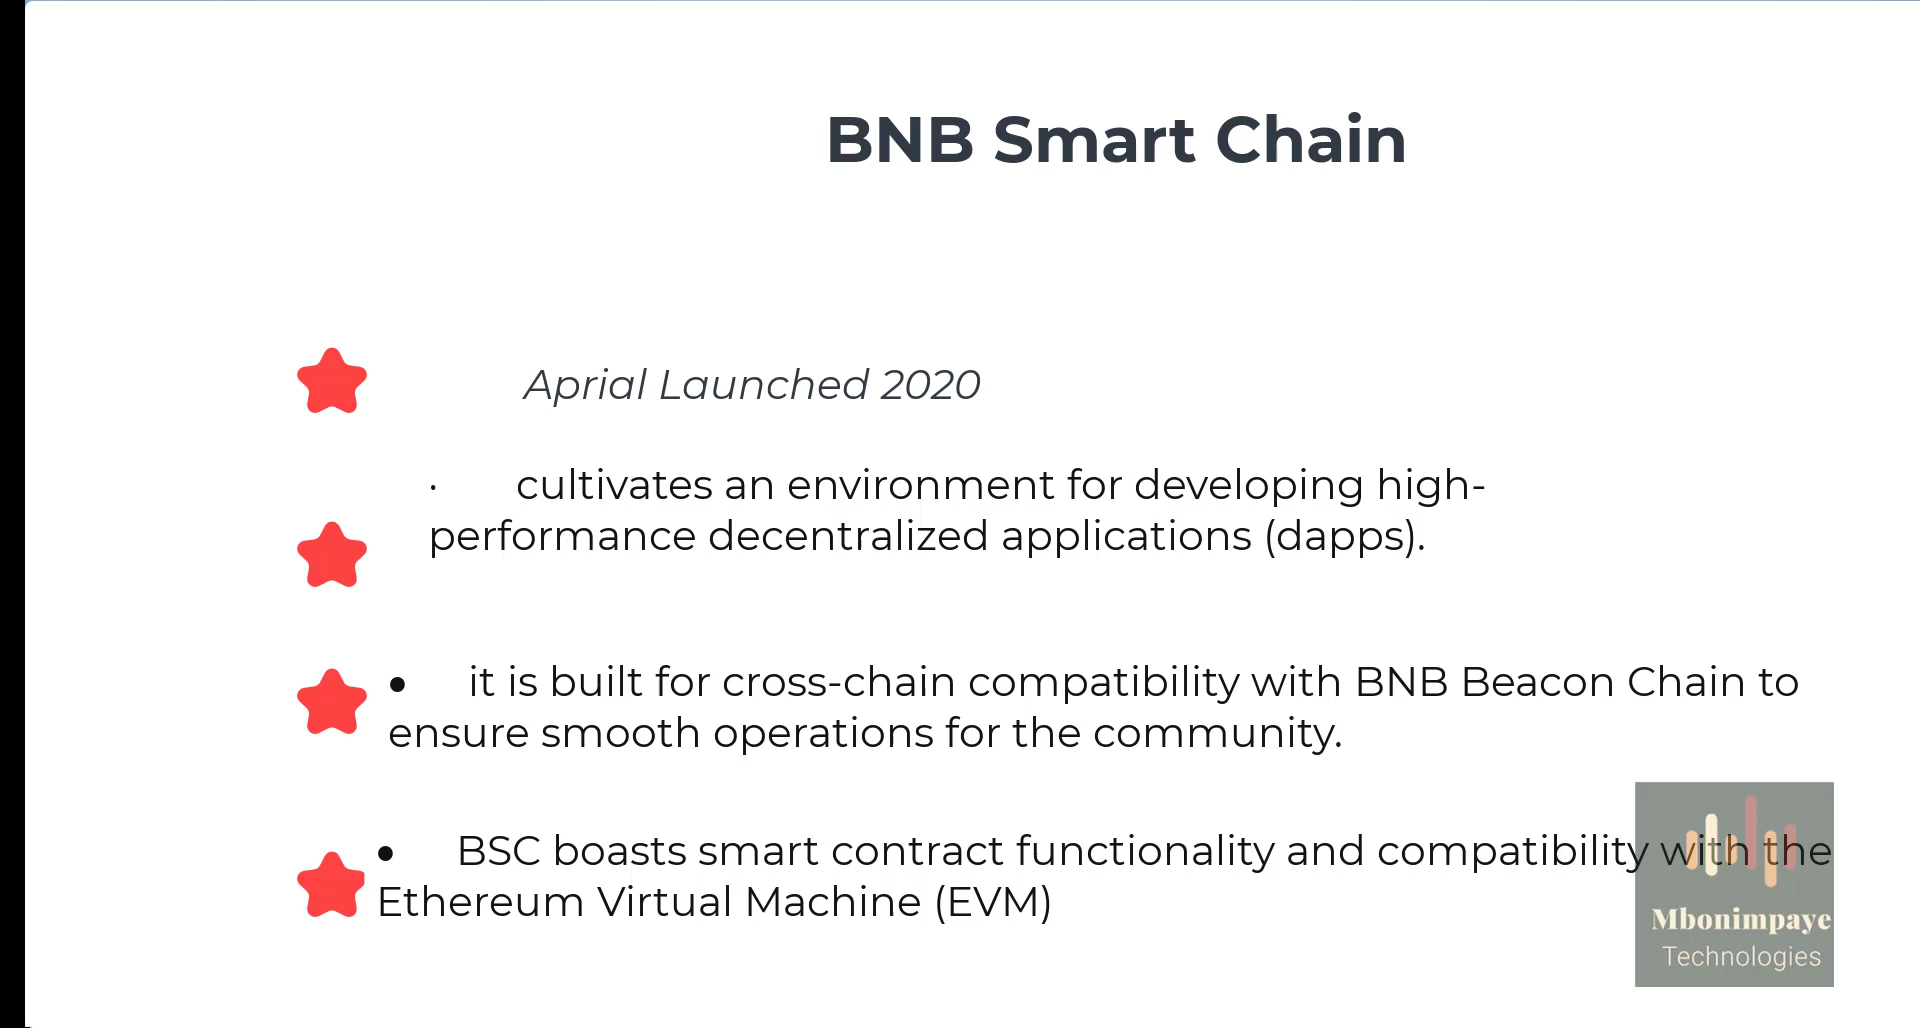 BNB Smart Chain
Aprial Launched 2020
· cultivates an environment for developing high-
performance decentralized applications (dapps).
• it is built for cross-chain compatibility with BNB Beacon Chain to
ensure smooth operations for the community.
• BSC boasts smart contract functionality and compatibility with the
Ethereum Virtual Machine (EVM)
Mbonimpaye
Technologies